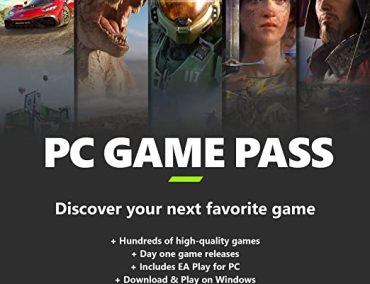 PC GAME PASS
Discover your next favorite game
+ Hundreds of high-quality games
+ Day one game releases
+ Includes EA Play for PC
+ Download & Play on Windows